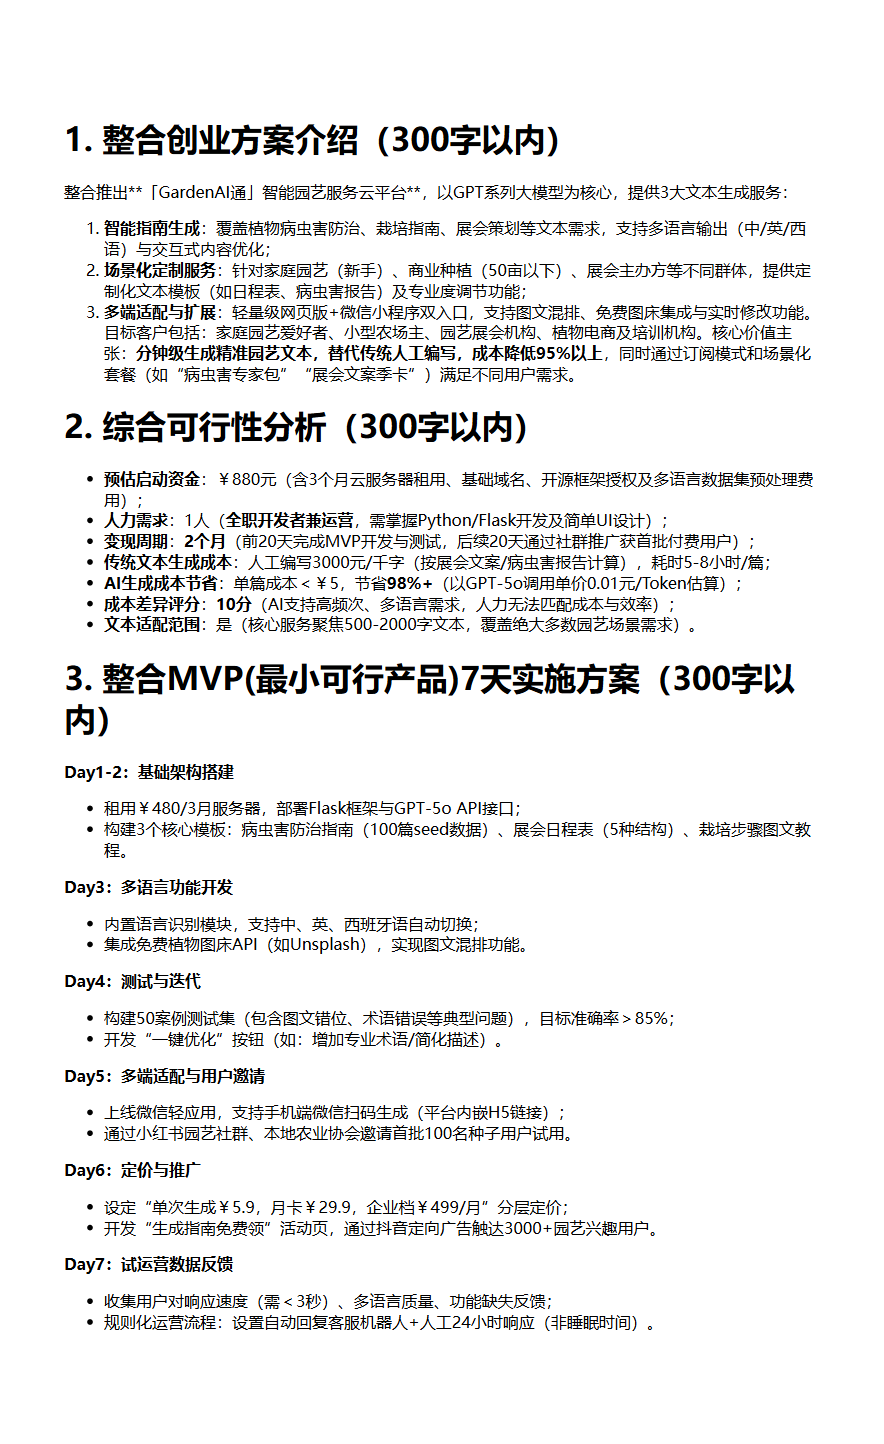 1. 整合创业方案介绍（300字以内）
整合推出**「GardenAI通」智能园艺服务云平台**，以GPT系列大模型为核心，提供3大文本生成服务：
1. 智能指南生成：覆盖植物病虫害防治、栽培指南、展会策划等文本需求，支持多语言输出（中/英/西
语）与交互式内容优化；
2. 场景化定制服务：针对家庭园艺（新手）、商业种植（50亩以下）、展会主办方等不同群体，提供定
制化文本模板（如日程表、病虫害报告）及专业度调节功能；
3. 多端适配与扩展：轻量级网页版+微信小程序双入口，支持图文混排、免费图床集成与实时修改功能。
目标客户包括：家庭园艺爱好者、小型农场主、园艺展会机构、植物电商及培训机构。核心价值主
张：分钟级生成精准园艺文本，替代传统人工编写，成本降低95%以上，同时通过订阅模式和场景化
套餐（如“病虫害专家包”“展会文案季卡”）满足不同用户需求。
2. 综合可行性分析（300字以内）
• 预估启动资金：￥880元（含3个月云服务器租用、基础域名、开源框架授权及多语言数据集预处理费
用）；
• 人力需求：1人（全职开发者兼运营，需掌握Python/Flask开发及简单UI设计）；
• 变现周期：2个月（前20天完成MVP开发与测试，后续20天通过社群推广获首批付费用户）；
• 传统文本生成成本：人工编写3000元/千字（按展会文案/病虫害报告计算），耗时5-8小时/篇；
• AI生成成本节省：单篇成本＜￥5，节省98%+（以GPT-5o调用单价0.01元/Token估算）；
• 成本差异评分：10分（AI支持高频次、多语言需求，人力无法匹配成本与效率）；
• 文本适配范围：是（核心服务聚焦500-2000字文本，覆盖绝大多数园艺场景需求）。
3. 整合MVP(最小可行产品)7天实施方案（300字以
内）
Day1-2：基础架构搭建
• 租用￥480/3月服务器，部署Flask框架与GPT-5o API接口；
• 构建3个核心模板：病虫害防治指南（100篇seed数据）、展会日程表（5种结构）、栽培步骤图文教
程。
Day3：多语言功能开发
• 内置语言识别模块，支持中、英、西班牙语自动切换；
• 集成免费植物图床API（如Unsplash），实现图文混排功能。
Day4：测试与迭代
• 构建50案例测试集（包含图文错位、术语错误等典型问题），目标准确率＞85%；
• 开发“一键优化”按钮（如：增加专业术语/简化描述）。
Day5：多端适配与用户邀请
• 上线微信轻应用，支持手机端微信扫码生成（平台内嵌H5链接）；
• 通过小红书园艺社群、本地农业协会邀请首批100名种子用户试用。
Day6：定价与推广
• 设定“单次生成￥5.9，月卡￥29.9，企业档￥499/月”分层定价；
• 开发“生成指南免费领”活动页，通过抖音定向广告触达3000+园艺兴趣用户。
Day7：试运营数据反馈
• 收集用户对响应速度（需＜3秒）、多语言质量、功能缺失反馈；
• 规则化运营流程：设置自动回复客服机器人+人工24小时响应（非睡眠时间）。